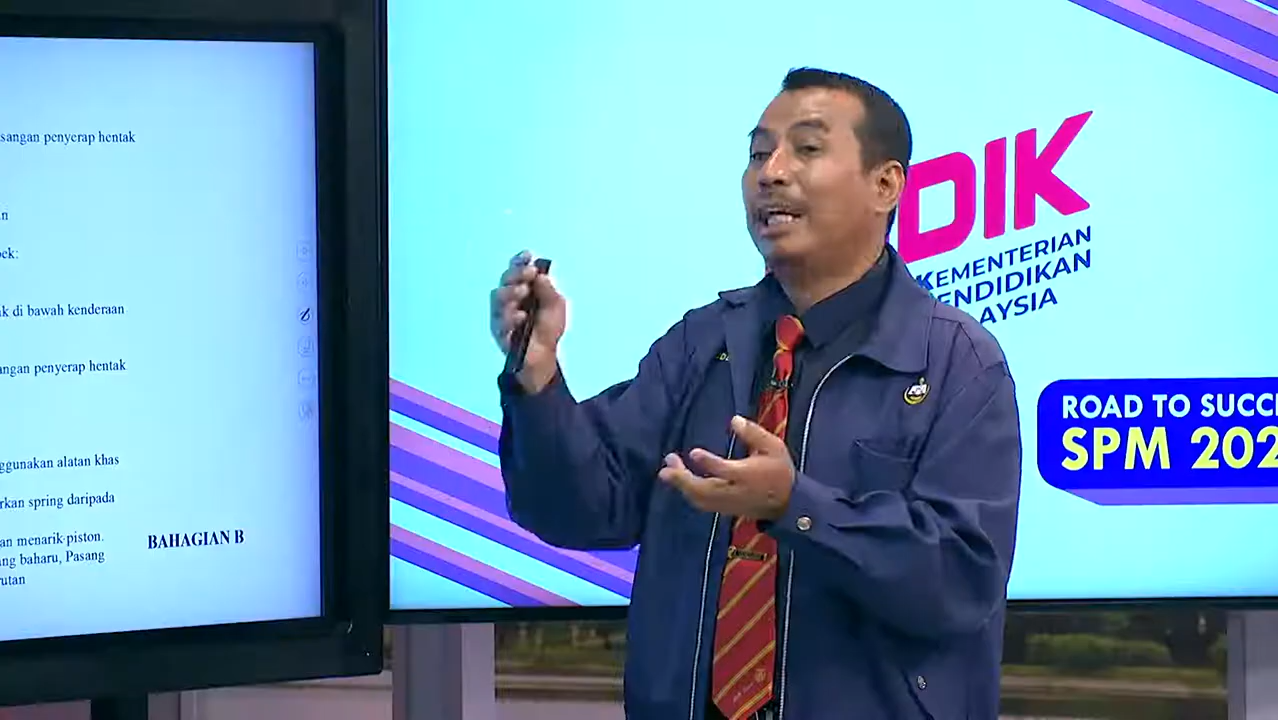 sangan penyerap hentak
n
ek:
k di bawah kenderaan
angan penyerap hentak
ggunakan alatan khas
rkan spring daripada
an menarik piston.
ng baharu, Pasang
utan
BAHAGIAN B
DIK
KEMENTERIAN
ENDIDIKAN
AYSIA
ROAD TO SUCC
SPM 202